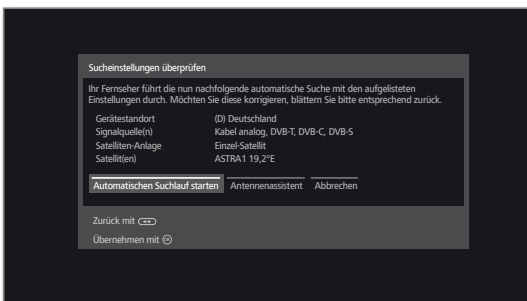 Sucheinstellungen überprüfen
Ihr Fernseher führt die nun nachfolgende automatische Suche mit den aufgelisteten
Einstellungen durch. Möchten Sie diese korrigieren, blättern Sie bitte entsprechend zurück.
Gerätestandort (D) Deutschland
Signalquelle(n) Kabel analog, DVB-T, DVB-C, DVB-S
Satelliten-Anlage Einzel-Satellit
Satellit(en) ASTRA1 19,2°E
Automatischen Suchlauf starten Antennenassistent Abbrechen
Zurück mit ◄◄
Übernehmen mit OK